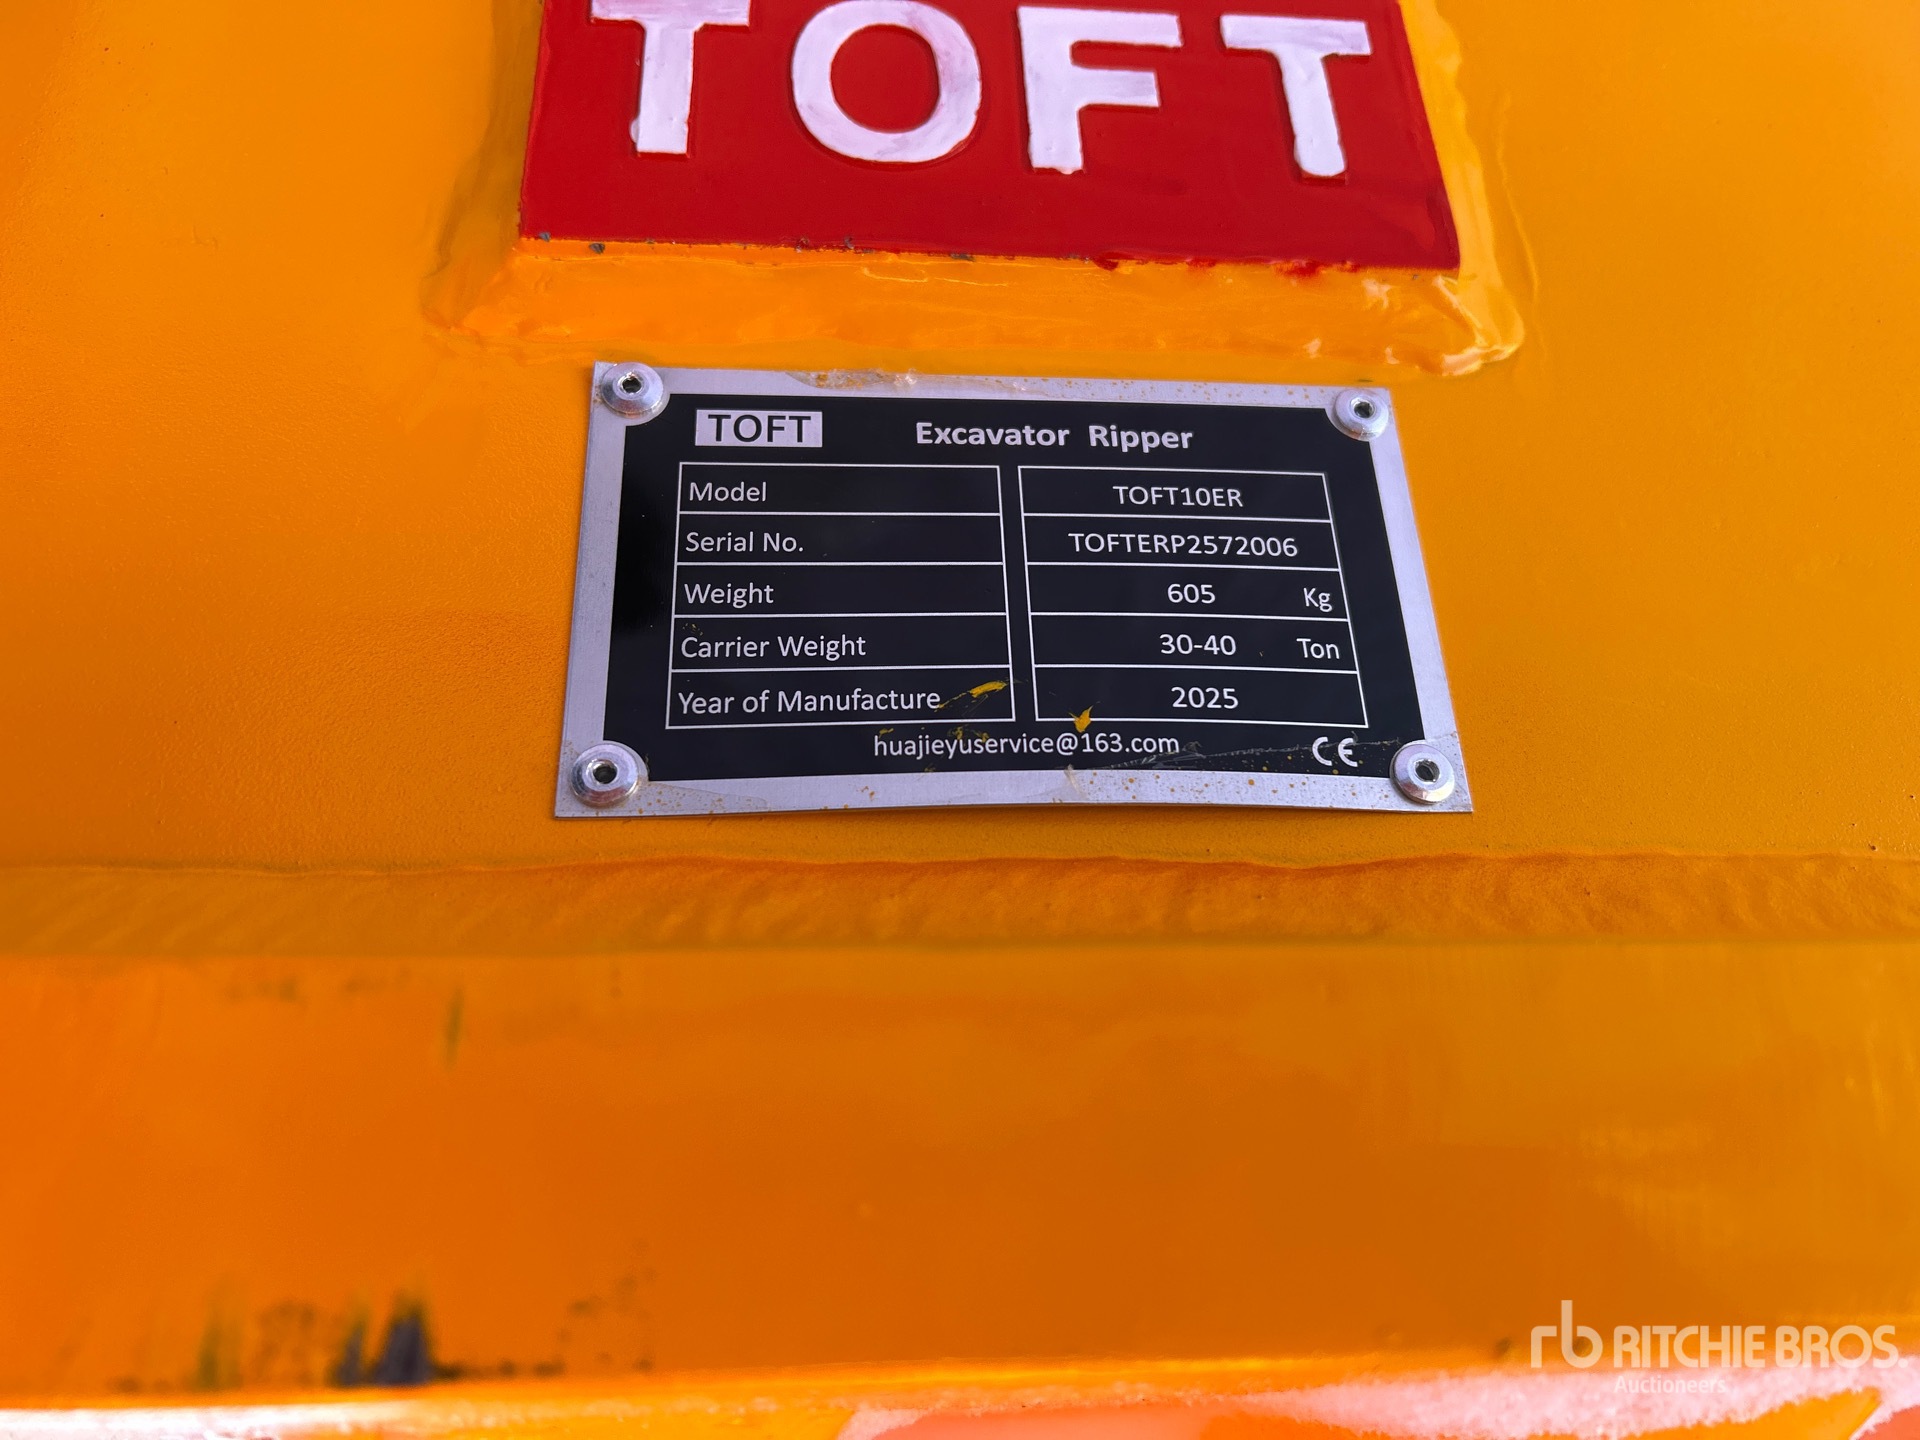 TOFT
TOFT Excavator Ripper
Model TOFT10ER
Serial No. TOFTERP2572006
Weight 605 Kg
Carrier Weight 30-40 Ton
Year of Manufacture 2025
huajieyuservice@163.com CE
rb RITCHIE BROS.
Auctioneers